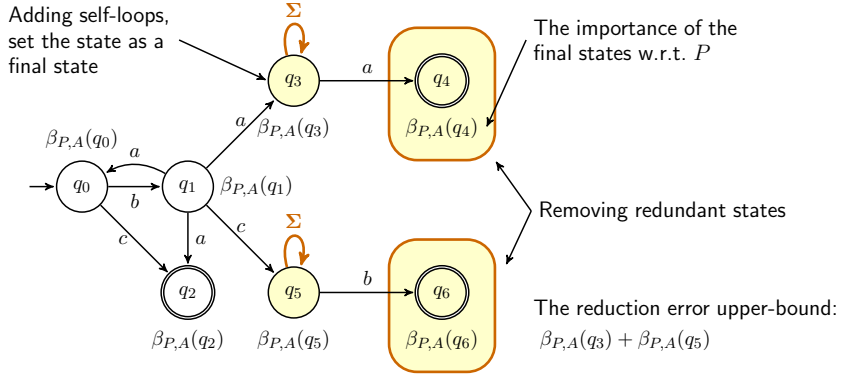 Adding self-loops,
set the state as a
final state
Σ
The importance of the
final states w.r.t. P
q3
a
q4
a
βP,A(q3)
βP,A(q4)
βP,A(q0)
a
q0
b
q1
βP,A(q1)
Removing redundant states
c
a
c
Σ
q2
q5
b
q6
The reduction error upper-bound:
βP,A(q2)
βP,A(q5)
βP,A(q6)
βP,A(q3) + βP,A(q5)